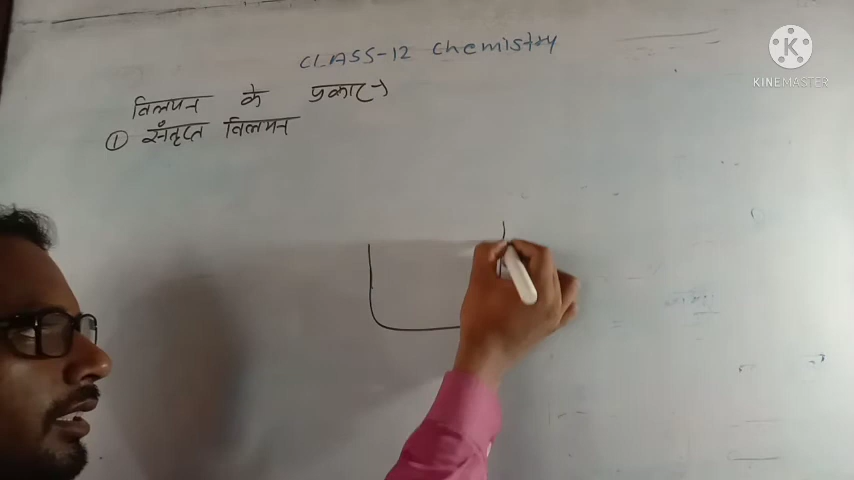 CLASS-12 Chemistry
विलयन के प्रकार→
① संतृप्त विलयन
K
KINEMASTER